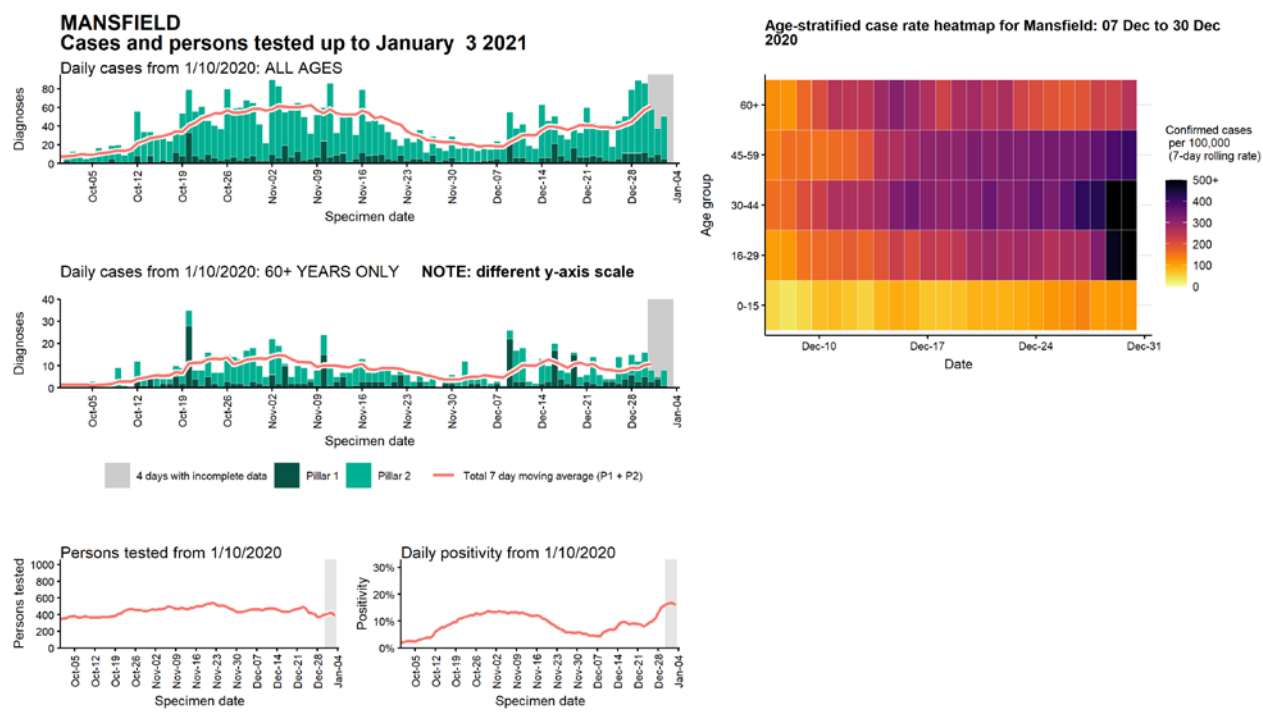 MANSFIELD
Cases and persons tested up to January 3 2021
Daily cases from 1/10/2020: ALL AGES
Diagnoses
80
60
40
20
0
Oct-05
Oct-12
Oct-19
Oct-26
Nov-02
Nov-09
Nov-16
Nov-23
Nov-30
Dec-07
Dec-14
Dec-21
Dec-28
Jan-04
Specimen date
Daily cases from 1/10/2020: 60+ YEARS ONLY NOTE: different y-axis scale
Diagnoses
40
30
20
10
0
Oct-05
Oct-12
Oct-19
Oct-26
Nov-02
Nov-09
Nov-16
Nov-23
Nov-30
Dec-07
Dec-14
Dec-21
Dec-28
Jan-04
Specimen date
4 days with incomplete data
Pillar 1
Pillar 2
Total 7 day moving average (P1 + P2)
Persons tested from 1/10/2020
Persons tested
1000
800
600
400
200
0
Oct-05
Oct-12
Oct-19
Oct-26
Nov-02
Nov-09
Nov-16
Nov-23
Nov-30
Dec-07
Dec-14
Dec-21
Dec-28
Jan-04
Specimen date
Daily positivity from 1/10/2020
Positivity
30%
20%
10%
0%
Oct-05
Oct-12
Oct-19
Oct-26
Nov-02
Nov-09
Nov-16
Nov-23
Nov-30
Dec-07
Dec-14
Dec-21
Dec-28
Jan-04
Specimen date
Age-stratified case rate heatmap for Mansfield: 07 Dec to 30 Dec
2020
Age group
60+
45-59
30-44
16-29
0-15
Dec-10
Dec-17
Dec-24
Dec-31
Date
Confirmed cases
per 100,000
(7-day rolling rate)
500+
400
300
200
100
0